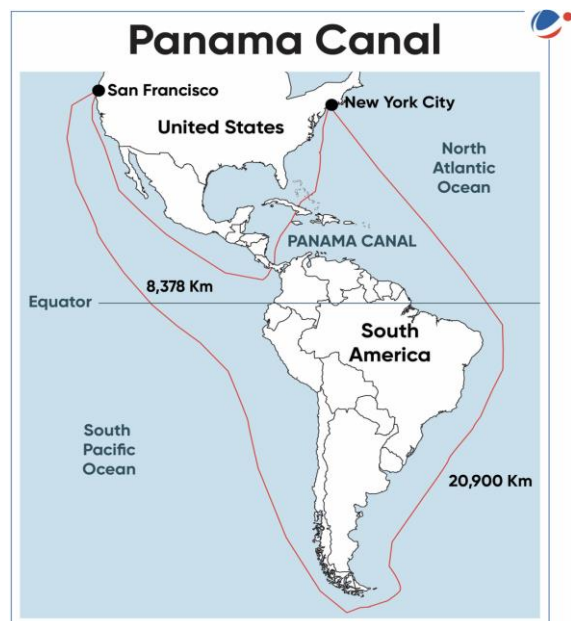 Panama Canal
San Francisco
New York City
United States
North
Atlantic
Ocean
PANAMA CANAL
8,378 Km
Equator
South
America
South
Pacific
Ocean
20,900 Km